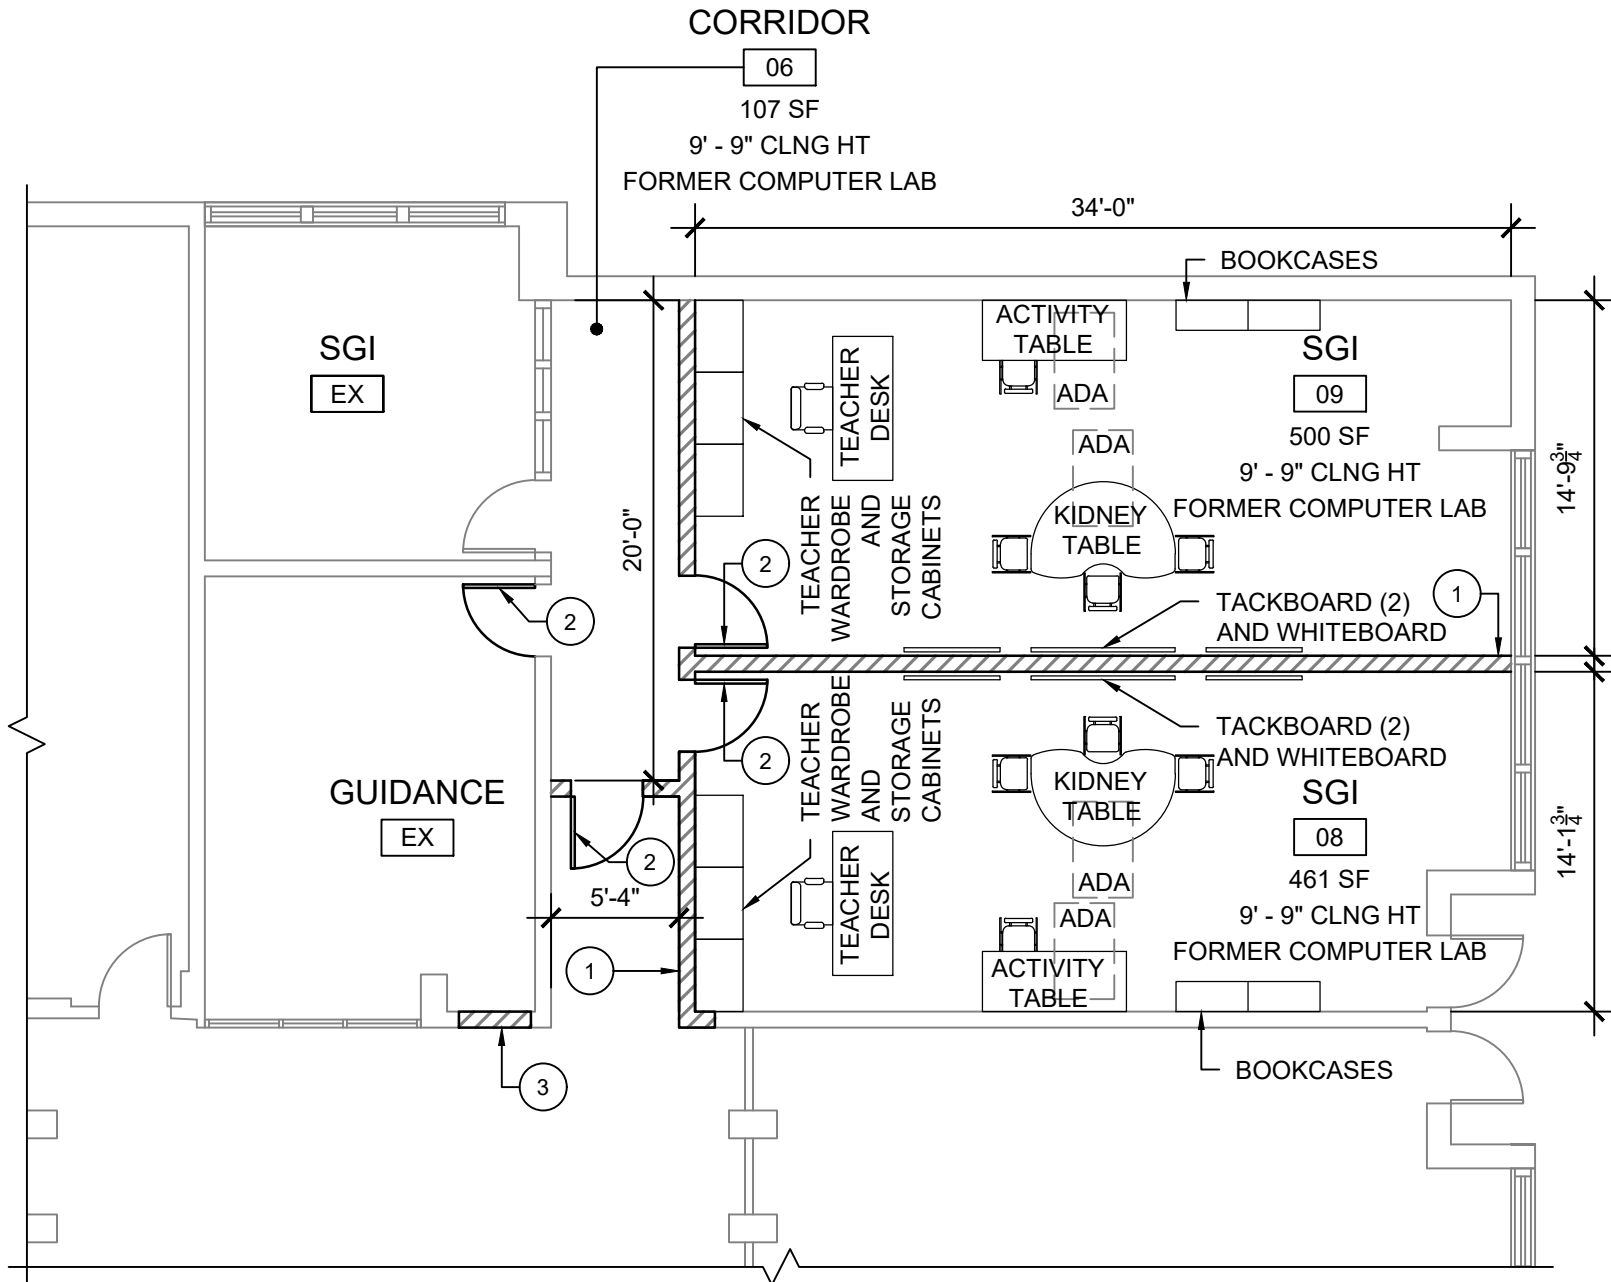 CORRIDOR
06
107 SF
9' - 9" CLNG HT
FORMER COMPUTER LAB
34'-0"
BOOKCASES
ACTIVITY
TABLE
ADA
SGI
EX
SGI
09
500 SF
9' - 9" CLNG HT
FORMER COMPUTER LAB
TEACHER
DESK
ADA
KIDNEY
TABLE
14'-9¾"
20'-0"
TEACHER
WARDROBE
AND
STORAGE
CABINETS
2
2
1
TACKBOARD (2)
AND WHITEBOARD
TACKBOARD (2)
AND WHITEBOARD
2
TEACHER
WARDROBE
AND
STORAGE
CABINETS
KIDNEY
TABLE
ADA
GUIDANCE
EX
SGI
08
461 SF
9' - 9" CLNG HT
FORMER COMPUTER LAB
14'-1¾"
2
5'-4"
TEACHER
DESK
ADA
ACTIVITY
TABLE
1
3
BOOKCASES